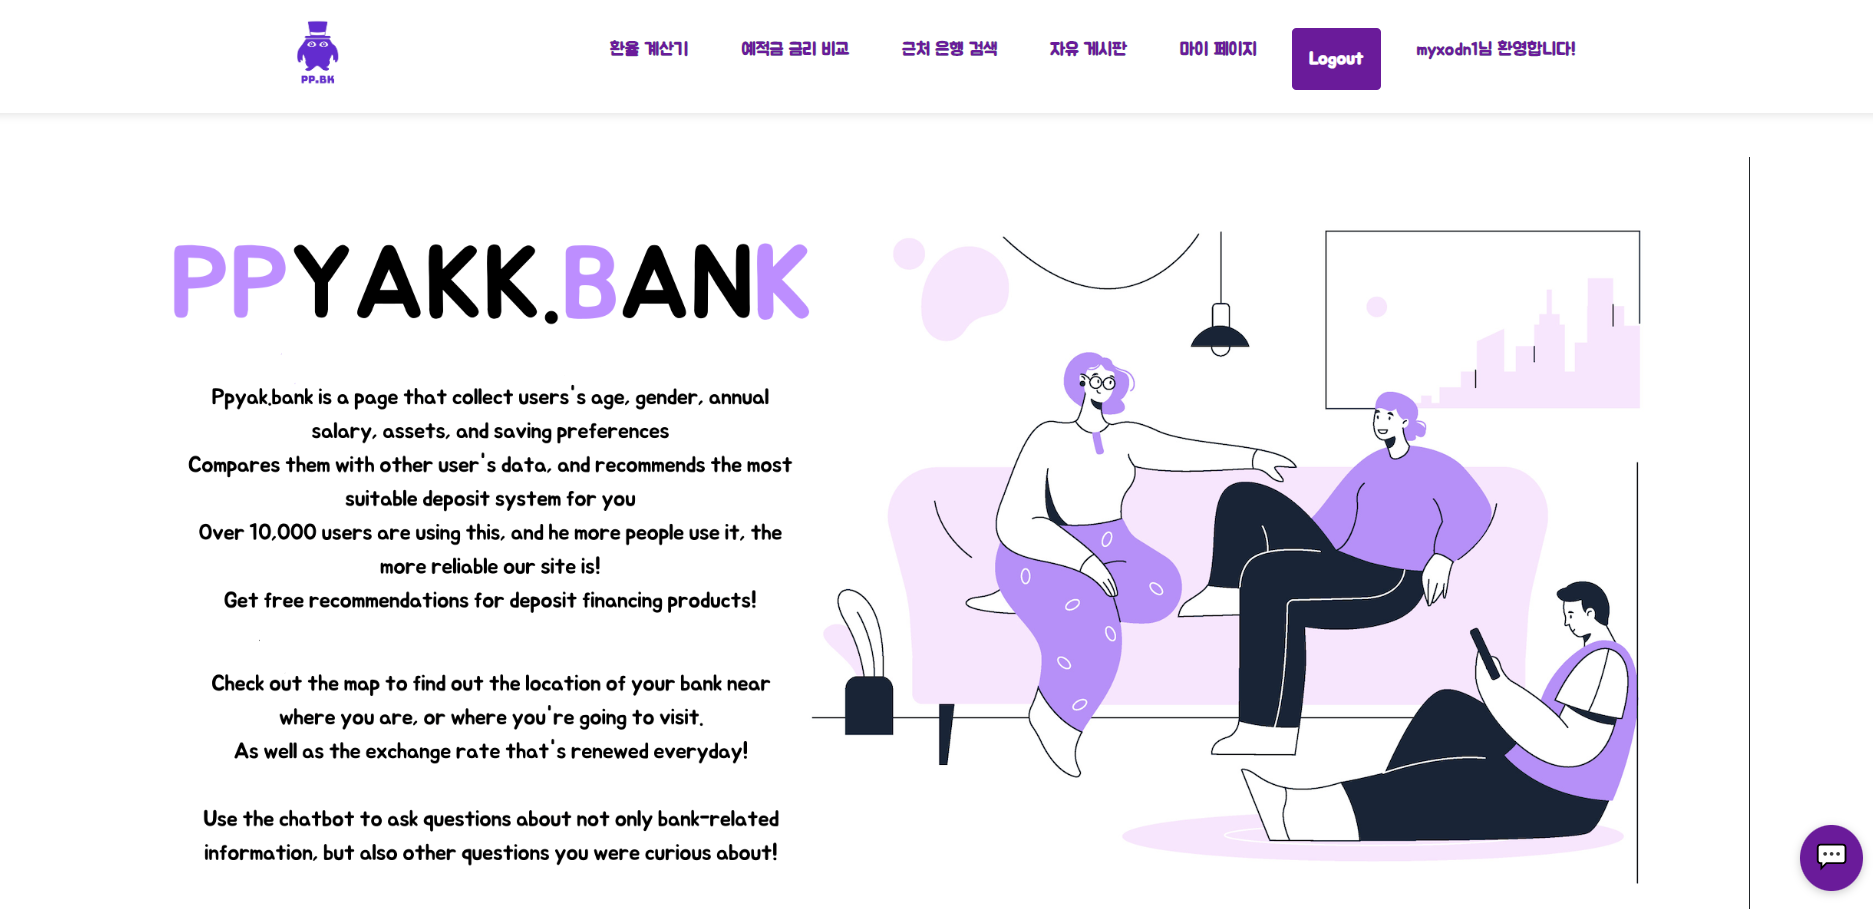 PP.BK
환율 계산기
예적금 금리 비교
근처 은행 검색
자유 게시판
마이 페이지
Logout
myxodn1님 환영합니다!
PPYAKK.BANK
Ppyak.bank is a page that collect users's age, gender, annual
salary, assets, and saving preferences
Compares them with other user's data, and recommends the most
suitable deposit system for you
Over 10,000 users are using this, and he more people use it, the
more reliable our site is!
Get free recommendations for deposit financing products!
Check out the map to find out the location of your bank near
where you are, or where you're going to visit.
As well as the exchange rate that's renewed everyday!
Use the chatbot to ask questions about not only bank-related
information, but also other questions you were curious about!